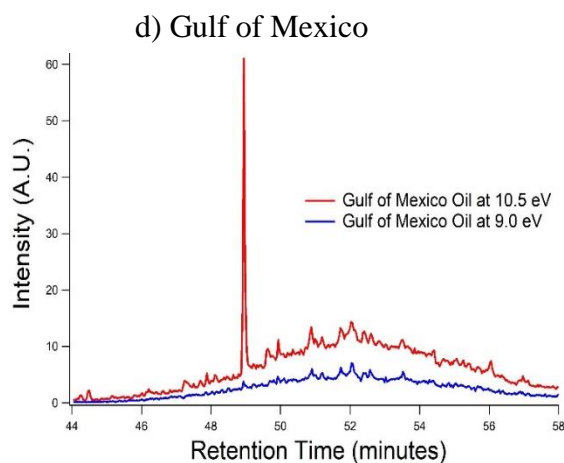 d) Gulf of Mexico
60
50
40
30
20
10
0
Intensity (A.U.)
Gulf of Mexico Oil at 10.5 eV
Gulf of Mexico Oil at 9.0 eV
44 46 48 50 52 54 56 58
Retention Time (minutes)